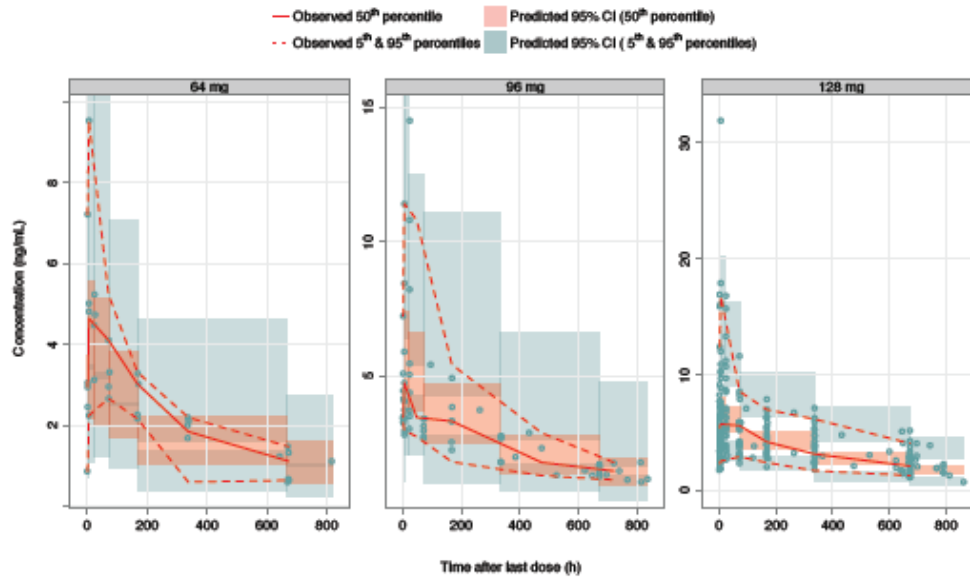 Observed 50th percentile
Predicted 95% CI (50th percentile)
Observed 5th & 95th percentiles
Predicted 95% CI ( 5th & 95th percentiles)
64 mg
96 mg
128 mg
Concentration (ng/mL)
2
4
6
8
5
10
15
0
10
20
30
0 200 400 600 800
0 200 400 600 800
0 200 400 600 800
Time after last dose (h)